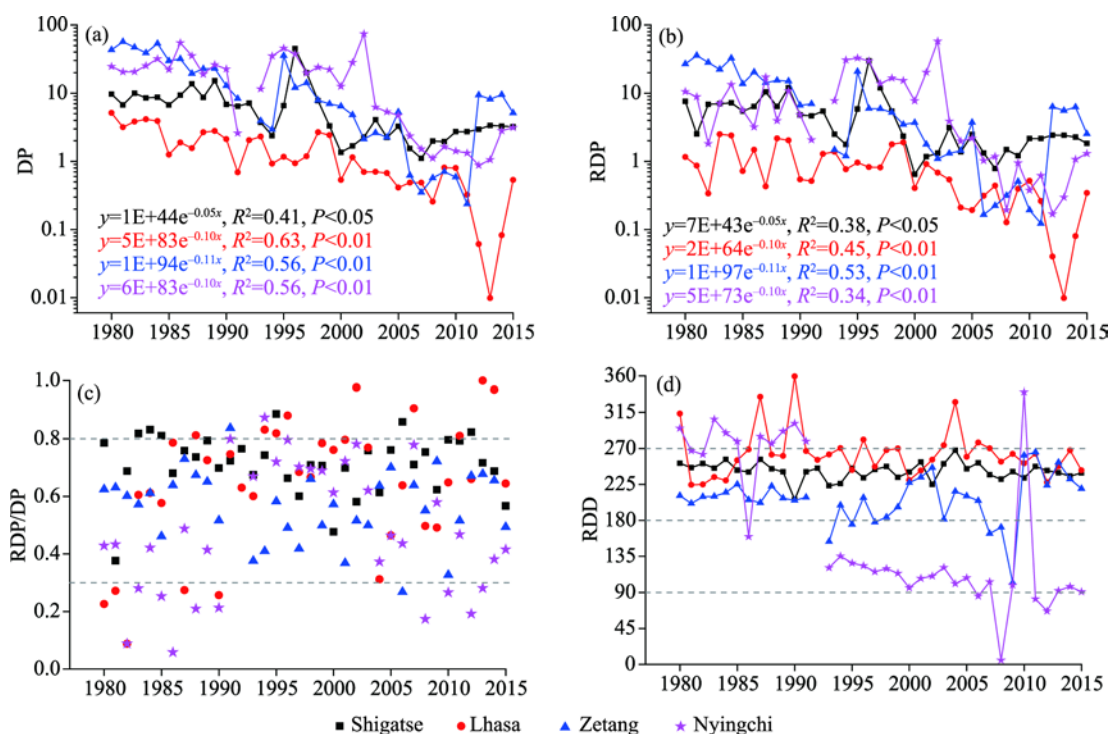 (a)
DP
100
10
1
0.1
0.01
y=1E+44e^−0.05x, R²=0.41, P<0.05
y=5E+83e^−0.10x, R²=0.63, P<0.01
y=1E+94e^−0.11x, R²=0.56, P<0.01
y=6E+83e^−0.10x, R²=0.56, P<0.01
1980 1985 1990 1995 2000 2005 2010 2015
(b)
RDP
100
10
1
0.1
0.01
y=7E+43e^−0.05x, R²=0.38, P<0.05
y=2E+64e^−0.10x, R²=0.45, P<0.01
y=1E+97e^−0.11x, R²=0.53, P<0.01
y=5E+73e^−0.10x, R²=0.34, P<0.01
1980 1985 1990 1995 2000 2005 2010 2015
(c)
RDP/DP
1.0
0.8
0.6
0.4
0.2
0.0
1980 1985 1990 1995 2000 2005 2010 2015
(d)
RDD
360
315
270
225
180
135
90
45
0
1980 1985 1990 1995 2000 2005 2010 2015
Shigatse Lhasa Zetang Nyingchi